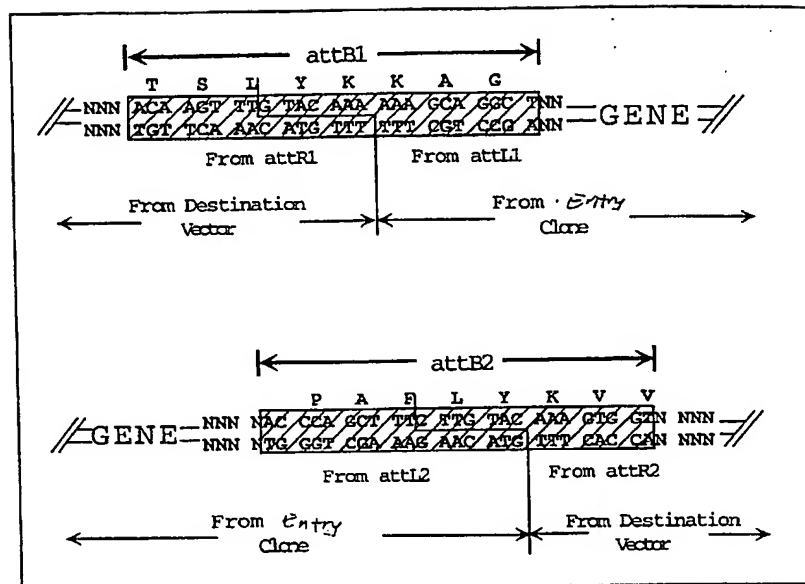 attB1
T S L Y K K A G
NNN ACA AGT TTG TAC AAA AAA GCA GGC TNN
NNN TGT TCA AAC ATG TTT TTT CGT CCG ANN GENE
From attR1 From attL1
From Destination Vector
From Entry Clone
attB2
P A F L Y K V V
GENE NNN NAC CCA GCT TTC TTG TAC AAA GTG GTN NNN
NNN NTG GGT CGA AAG AAC ATG TTT CAC CAN NNN
From attL2 From attR2
From Entry Clone
From Destination Vector